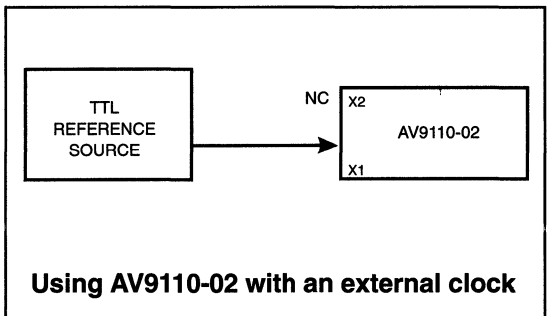 TTL
REFERENCE
SOURCE
NC
X2
AV9110-02
X1
Using AV9110-02 with an external clock